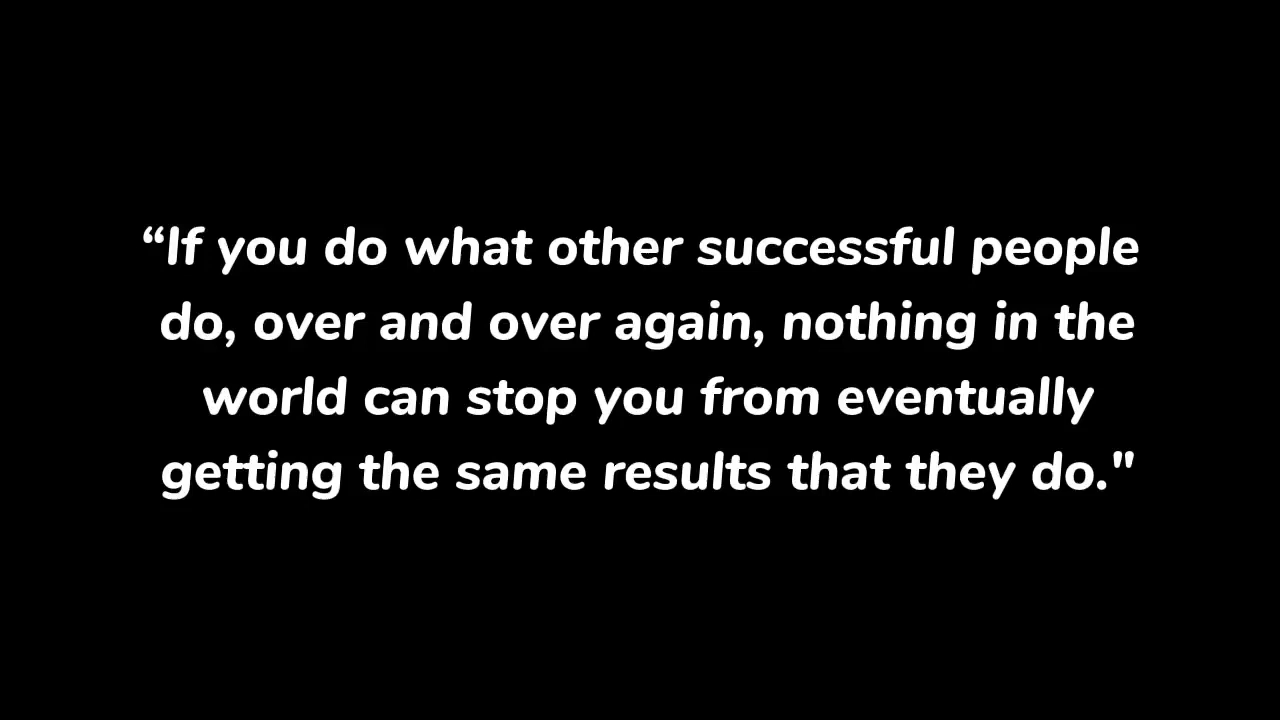 “If you do what other successful people
do, over and over again, nothing in the
world can stop you from eventually
getting the same results that they do."